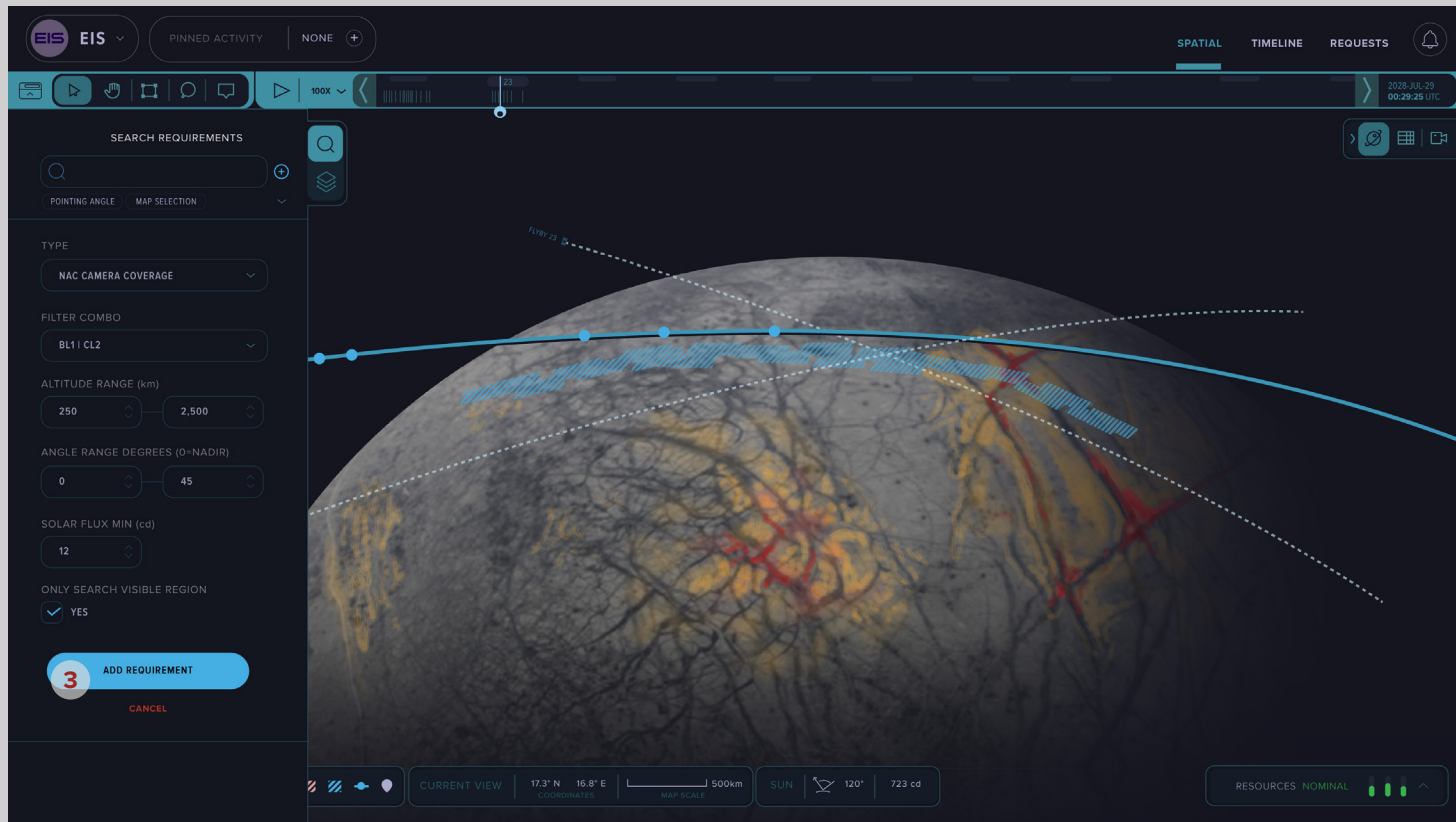 EIS EIS
PINNED ACTIVITY NONE
SPATIAL TIMELINE REQUESTS
100X
23
2028-JUL-29
00:29:25 UTC
SEARCH REQUIREMENTS
POINTING ANGLE MAP SELECTION
TYPE
NAC CAMERA COVERAGE
FILTER COMBO
BL1 | CL2
ALTITUDE RANGE (km)
250 2,500
ANGLE RANGE DEGREES (0=NADIR)
0 45
SOLAR FLUX MIN (cd)
12
ONLY SEARCH VISIBLE REGION
YES
ADD REQUIREMENT
3
CANCEL
FLYBY 23
CURRENT VIEW
17.3° N 16.8° E
COORDINATES
500km
MAP SCALE
SUN 120° 723 cd
RESOURCES NOMINAL